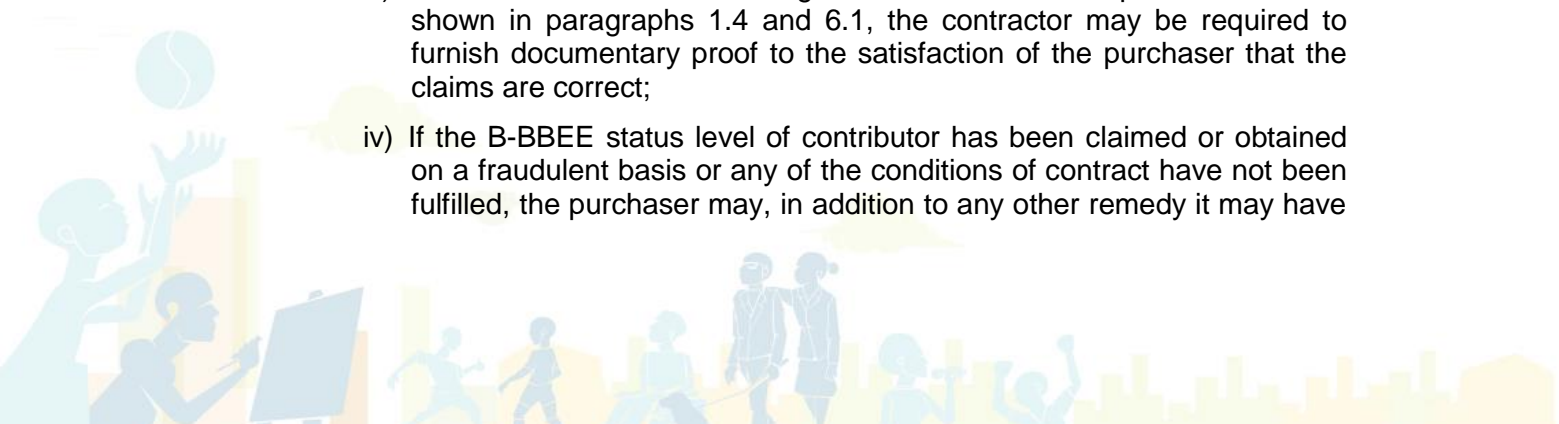 shown in paragraphs 1.4 and 6.1, the contractor may be required to
furnish documentary proof to the satisfaction of the purchaser that the
claims are correct;
iv) If the B-BBEE status level of contributor has been claimed or obtained
on a fraudulent basis or any of the conditions of contract have not been
fulfilled, the purchaser may, in addition to any other remedy it may have